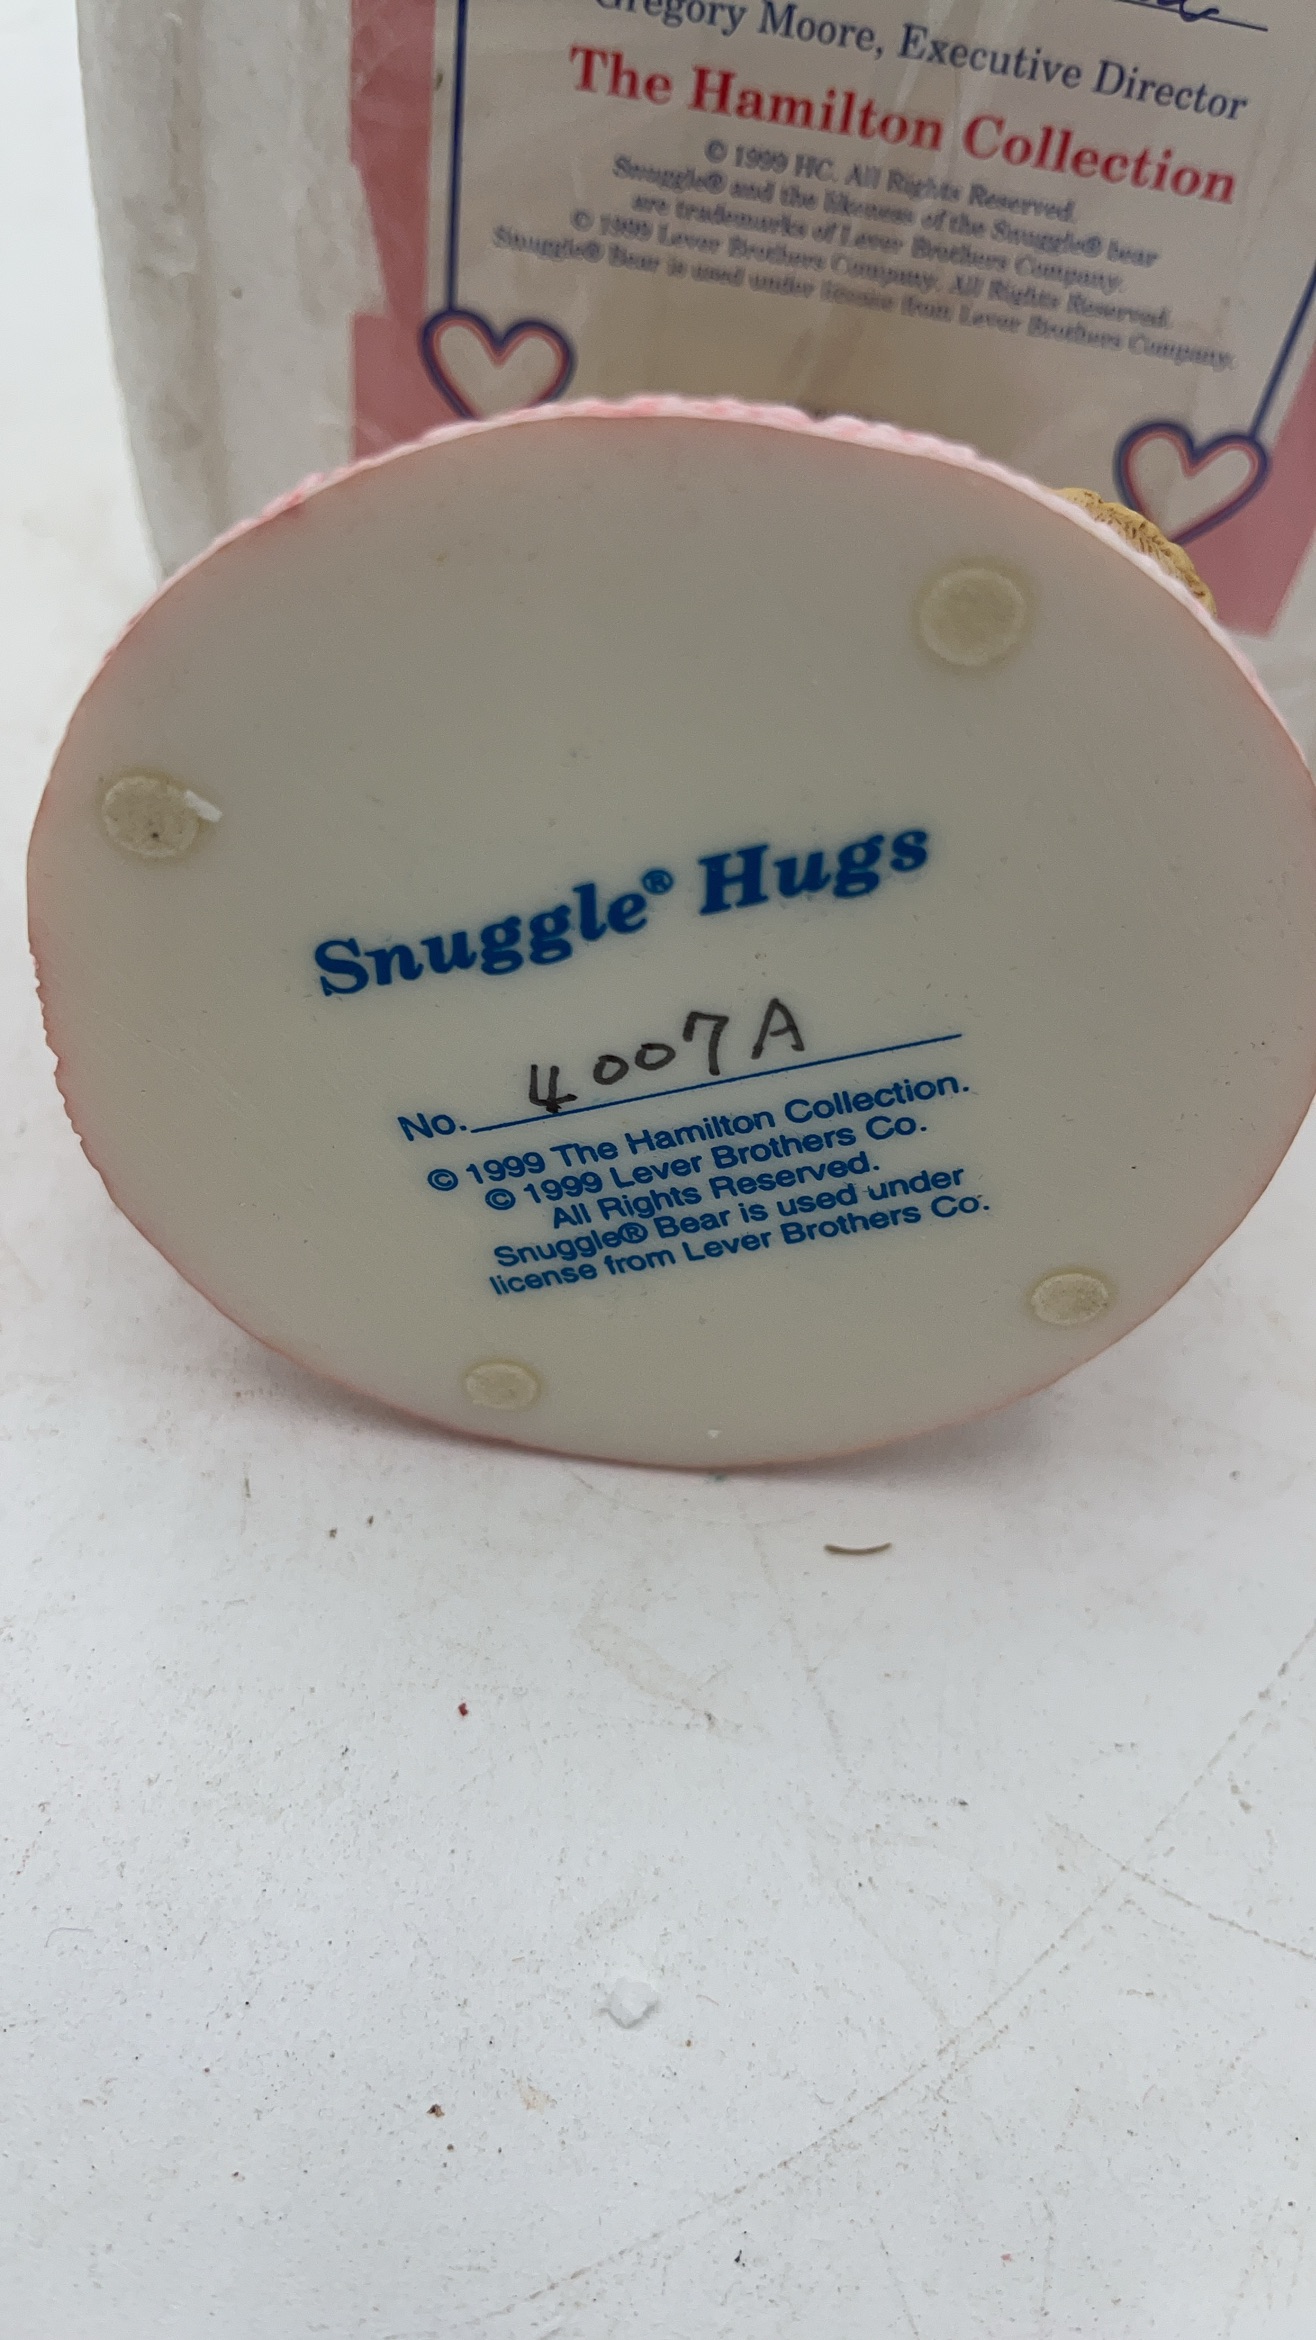 Gregory Moore, Executive Director
The Hamilton Collection
© 1999 HC. All Rights Reserved.
Snuggle® and the likeness of the Snuggle® bear
are trademarks of Lever Brothers Company.
© 1999 Lever Brothers Company. All Rights Reserved.
Snuggle® Bear is used under license from Lever Brothers Company.
Snuggle® Hugs
No. 4007A
© 1999 The Hamilton Collection.
© 1999 Lever Brothers Co.
All Rights Reserved.
Snuggle® Bear is used under
license from Lever Brothers Co.